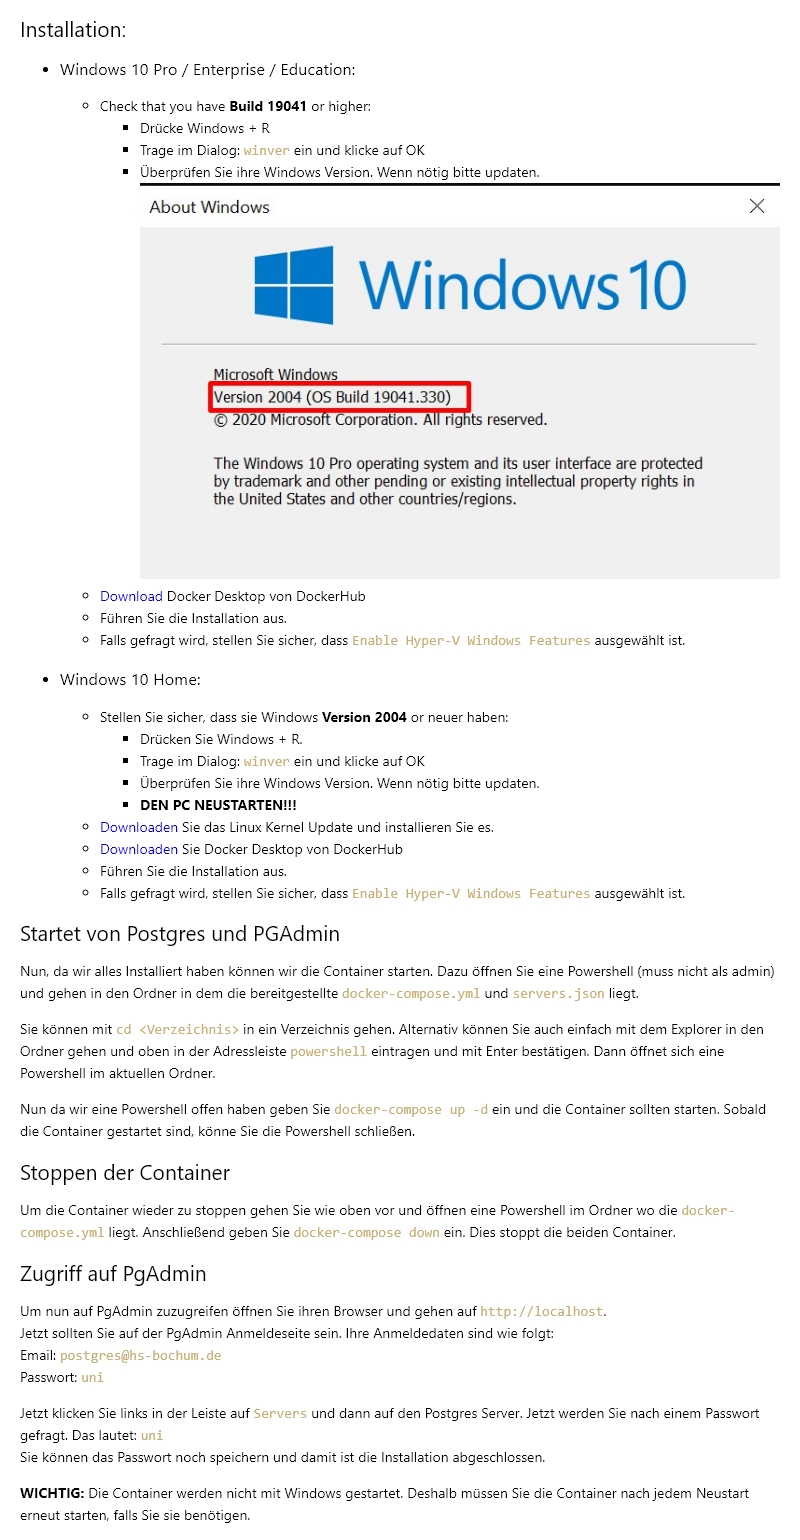 Installation:
Windows 10 Pro / Enterprise / Education:
Check that you have Build 19041 or higher:
Drücke Windows + R
Trage im Dialog: winver ein und klicke auf OK
Überprüfen Sie ihre Windows Version. Wenn nötig bitte updaten.
About Windows
Windows 10
Microsoft Windows
Version 2004 (OS Build 19041.330)
© 2020 Microsoft Corporation. All rights reserved.
The Windows 10 Pro operating system and its user interface are protected
by trademark and other pending or existing intellectual property rights in
the United States and other countries/regions.
Download Docker Desktop von DockerHub
Führen Sie die Installation aus.
Falls gefragt wird, stellen Sie sicher, dass Enable Hyper-V Windows Features ausgewählt ist.
Windows 10 Home:
Stellen Sie sicher, dass sie Windows Version 2004 or neuer haben:
Drücken Sie Windows + R.
Trage im Dialog: winver ein und klicke auf OK
Überprüfen Sie ihre Windows Version. Wenn nötig bitte updaten.
DEN PC NEUSTARTEN!!!
Downloaden Sie das Linux Kernel Update und installieren Sie es.
Downloaden Sie Docker Desktop von DockerHub
Führen Sie die Installation aus.
Falls gefragt wird, stellen Sie sicher, dass Enable Hyper-V Windows Features ausgewählt ist.
Startet von Postgres und PGAdmin
Nun, da wir alles Installiert haben können wir die Container starten. Dazu öffnen Sie eine Powershell (muss nicht als admin)
und gehen in den Ordner in dem die bereitgestellte docker-compose.yml und servers.json liegt.
Sie können mit cd <Verzeichnis> in ein Verzeichnis gehen. Alternativ können Sie auch einfach mit dem Explorer in den
Ordner gehen und oben in der Adressleiste powershell eintragen und mit Enter bestätigen. Dann öffnet sich eine
Powershell im aktuellen Ordner.
Nun da wir eine Powershell offen haben geben Sie docker-compose up -d ein und die Container sollten starten. Sobald
die Container gestartet sind, könne Sie die Powershell schließen.
Stoppen der Container
Um die Container wieder zu stoppen gehen Sie wie oben vor und öffnen eine Powershell im Ordner wo die docker-
compose.yml liegt. Anschließend geben Sie docker-compose down ein. Dies stoppt die beiden Container.
Zugriff auf PgAdmin
Um nun auf PgAdmin zuzugreifen öffnen Sie ihren Browser und gehen auf http://localhost.
Jetzt sollten Sie auf der PgAdmin Anmeldeseite sein. Ihre Anmeldedaten sind wie folgt:
Email: postgres@hs-bochum.de
Passwort: uni
Jetzt klicken Sie links in der Leiste auf Servers und dann auf den Postgres Server. Jetzt werden Sie nach einem Passwort
gefragt. Das lautet: uni
Sie können das Passwort noch speichern und damit ist die Installation abgeschlossen.
WICHTIG: Die Container werden nicht mit Windows gestartet. Deshalb müssen Sie die Container nach jedem Neustart
erneut starten, falls Sie sie benötigen.